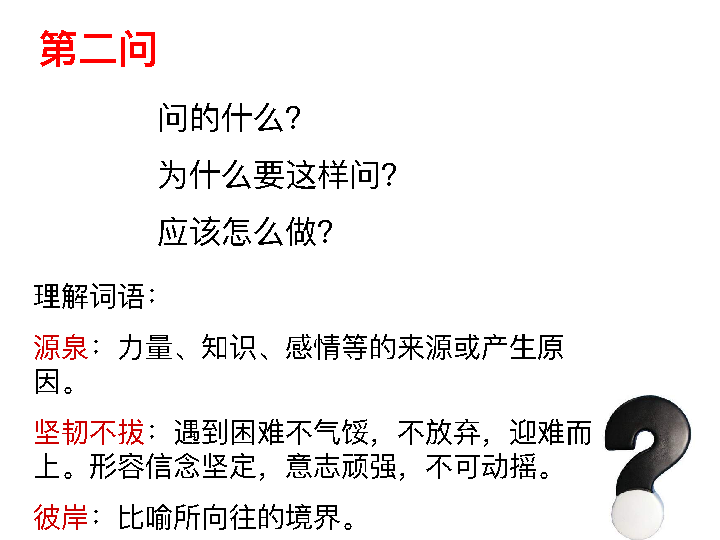 第二问
问的什么?
为什么要这样问?
应该怎么做?
理解词语：
源泉：力量、知识、感情等的来源或产生原
因。
坚韧不拔：遇到困难不气馁，不放弃，迎难而
上。形容信念坚定，意志顽强，不可动摇。
彼岸：比喻所向往的境界。